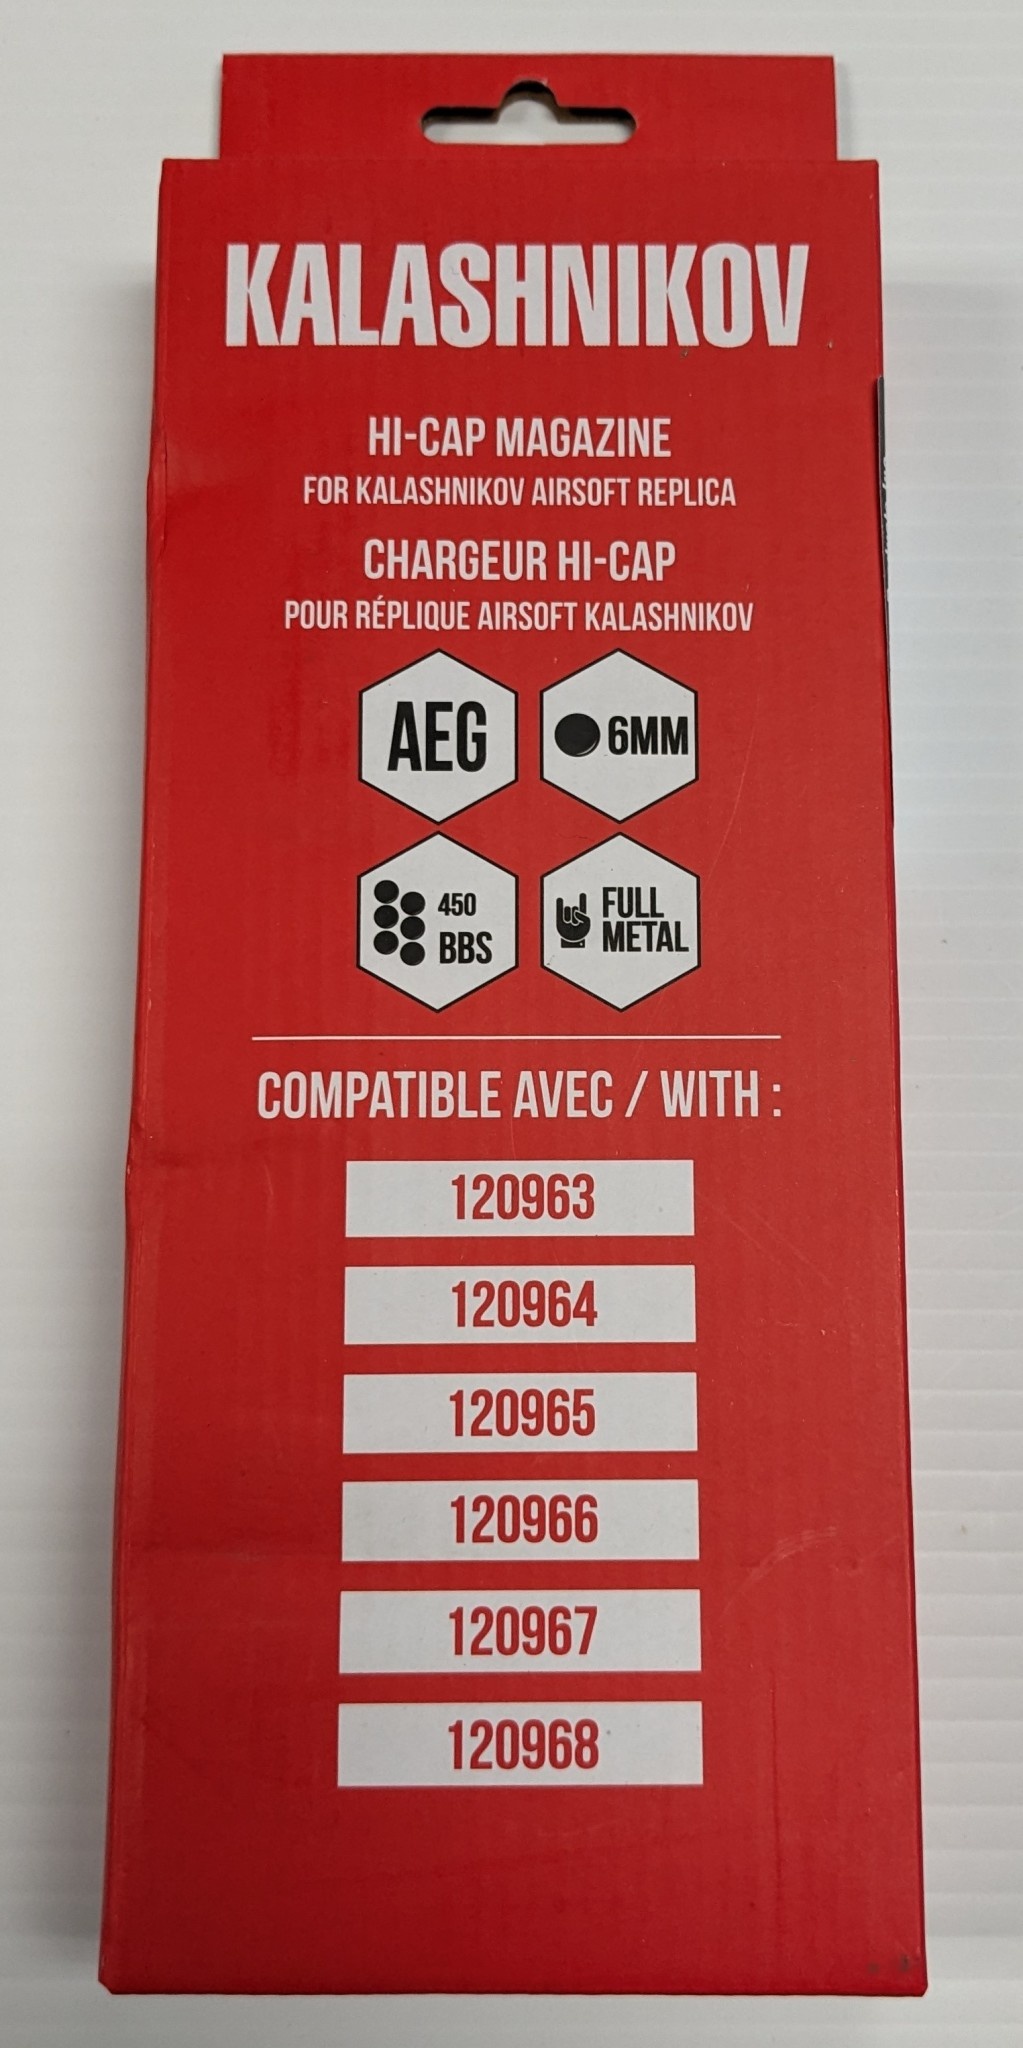 KALASHNIKOV
HI-CAP MAGAZINE
FOR KALASHNIKOV AIRSOFT REPLICA
CHARGEUR HI-CAP
POUR RÉPLIQUE AIRSOFT KALASHNIKOV
AEG
6MM
450
BBS
FULL
METAL
COMPATIBLE AVEC / WITH :
120963
120964
120965
120966
120967
120968